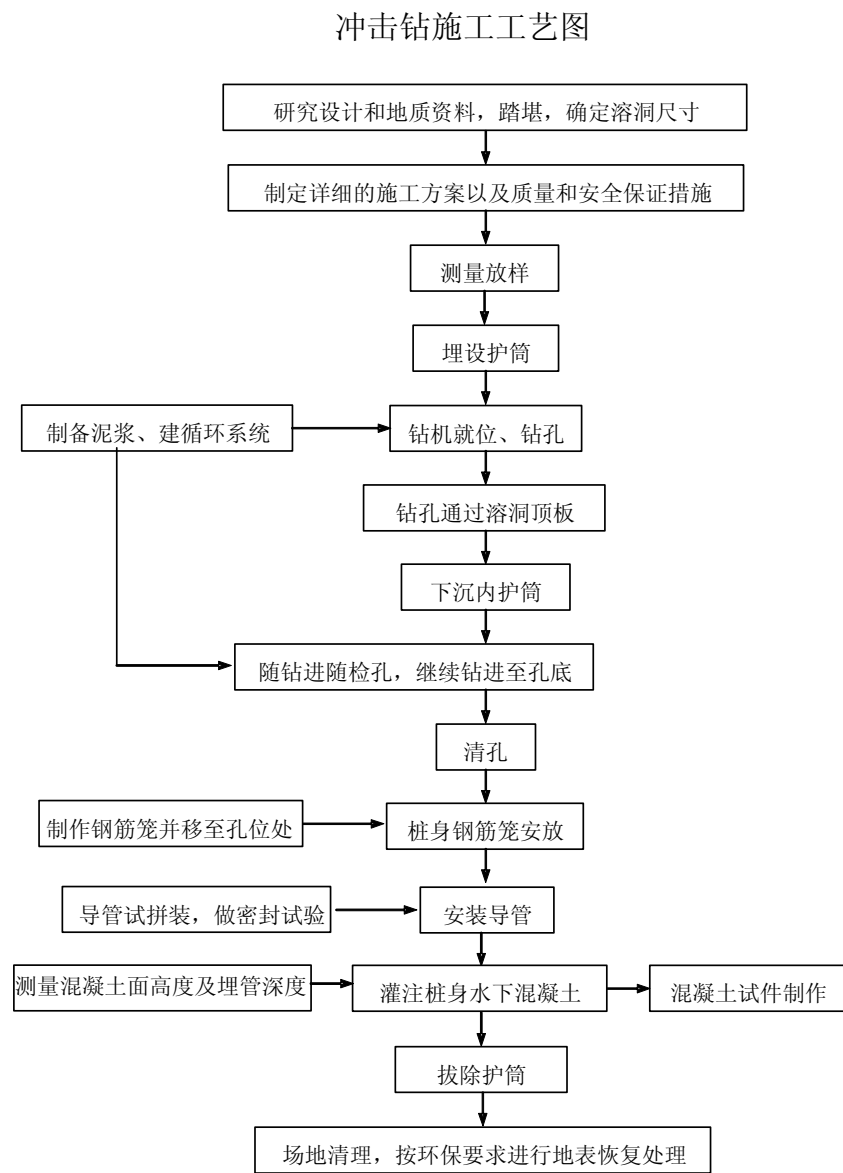 冲击钻施工工艺图
研究设计和地质资料，踏堪，确定溶洞尺寸
制定详细的施工方案以及质量和安全保证措施
测量放样
埋设护筒
制备泥浆、建循环系统
钻机就位、钻孔
钻孔通过溶洞顶板
下沉内护筒
随钻进随检孔，继续钻进至孔底
清孔
制作钢筋笼并移至孔位处
桩身钢筋笼安放
导管试拼装，做密封试验
安装导管
测量混凝土面高度及埋管深度
灌注桩身水下混凝土
混凝土试件制作
拔除护筒
场地清理，按环保要求进行地表恢复处理